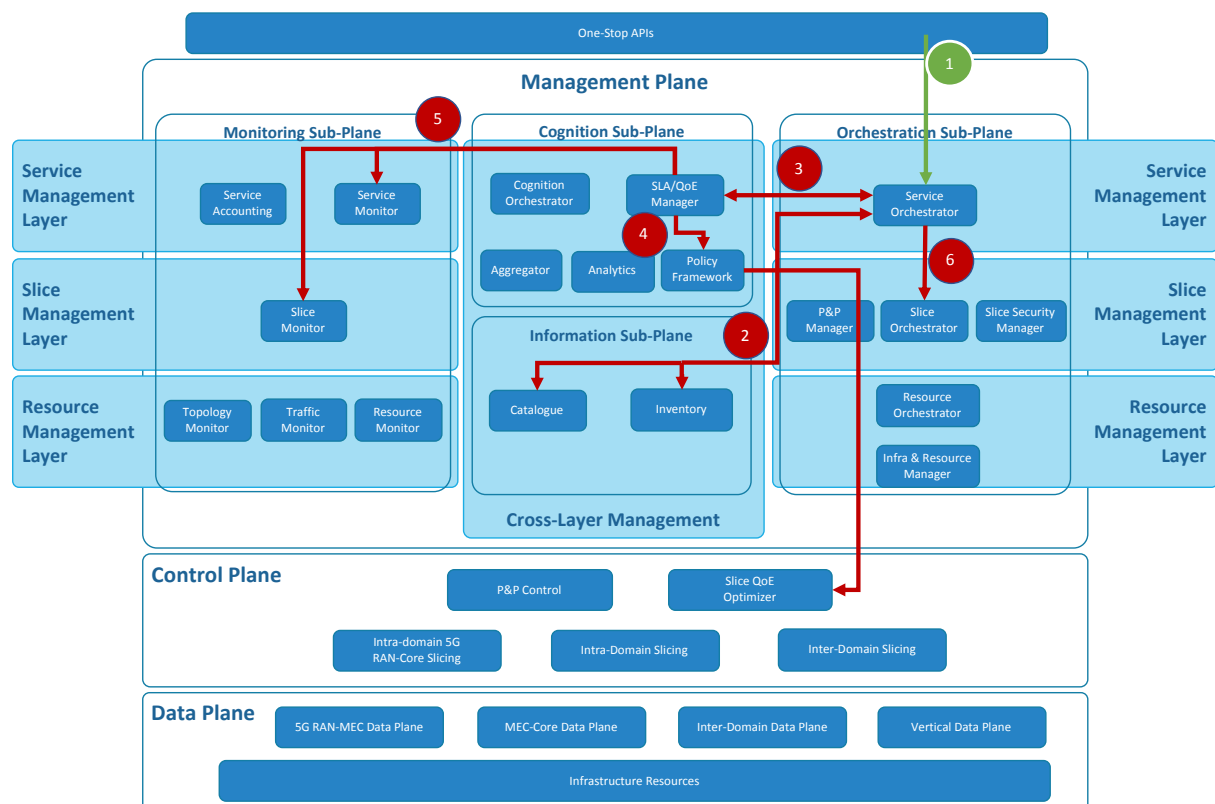 One-Stop APIs
1
Management Plane
5
Monitoring Sub-Plane
Cognition Sub-Plane
Orchestration Sub-Plane
Service
Management
Layer
Service
Accounting
Service
Monitor
Cognition
Orchestrator
SLA/QoE
Manager
3
Service
Orchestrator
Service
Management
Layer
4
Aggregator
Analytics
Policy
Framework
6
Slice
Management
Layer
Slice
Monitor
P&P
Manager
Slice
Orchestrator
Slice Security
Manager
Slice
Management
Layer
Information Sub-Plane
2
Resource
Management
Layer
Topology
Monitor
Traffic
Monitor
Resource
Monitor
Catalogue
Inventory
Resource
Orchestrator
Infra & Resource
Manager
Resource
Management
Layer
Cross-Layer Management
Control Plane
P&P Control
Slice QoE
Optimizer
Intra-domain 5G
RAN-Core Slicing
Intra-Domain Slicing
Inter-Domain Slicing
Data Plane
5G RAN-MEC Data Plane
MEC-Core Data Plane
Inter-Domain Data Plane
Vertical Data Plane
Infrastructure Resources